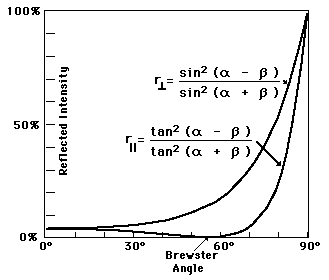 100%
50%
0%
Reflected Intensity
r⊥= sin² (α - β)
sin² (α + β)
r|| = tan² (α - β)
tan² (α + β)
0° 30° 60° 90°
Brewster
Angle